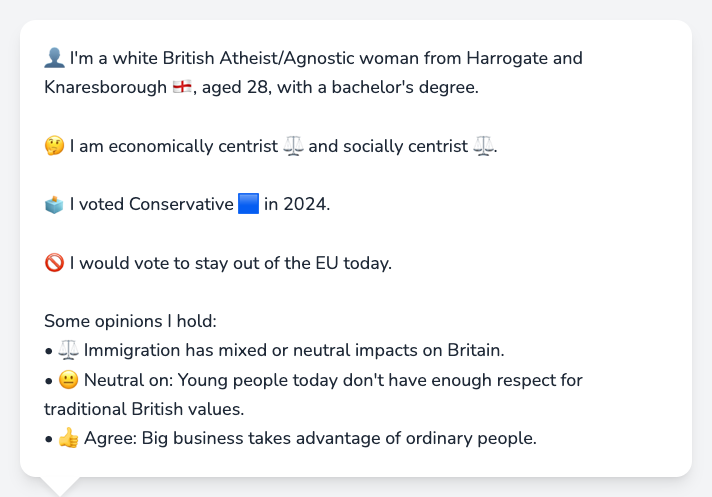 👤 I'm a white British Atheist/Agnostic woman from Harrogate and
Knaresborough 🏴󠁧󠁢󠁥󠁮󠁧󠁿, aged 28, with a bachelor's degree.
🤔 I am economically centrist ⚖️ and socially centrist ⚖️.
🗳️ I voted Conservative 🟦 in 2024.
🚫 I would vote to stay out of the EU today.
Some opinions I hold:
• ⚖️ Immigration has mixed or neutral impacts on Britain.
• 😐 Neutral on: Young people today don't have enough respect for
traditional British values.
• 👍 Agree: Big business takes advantage of ordinary people.